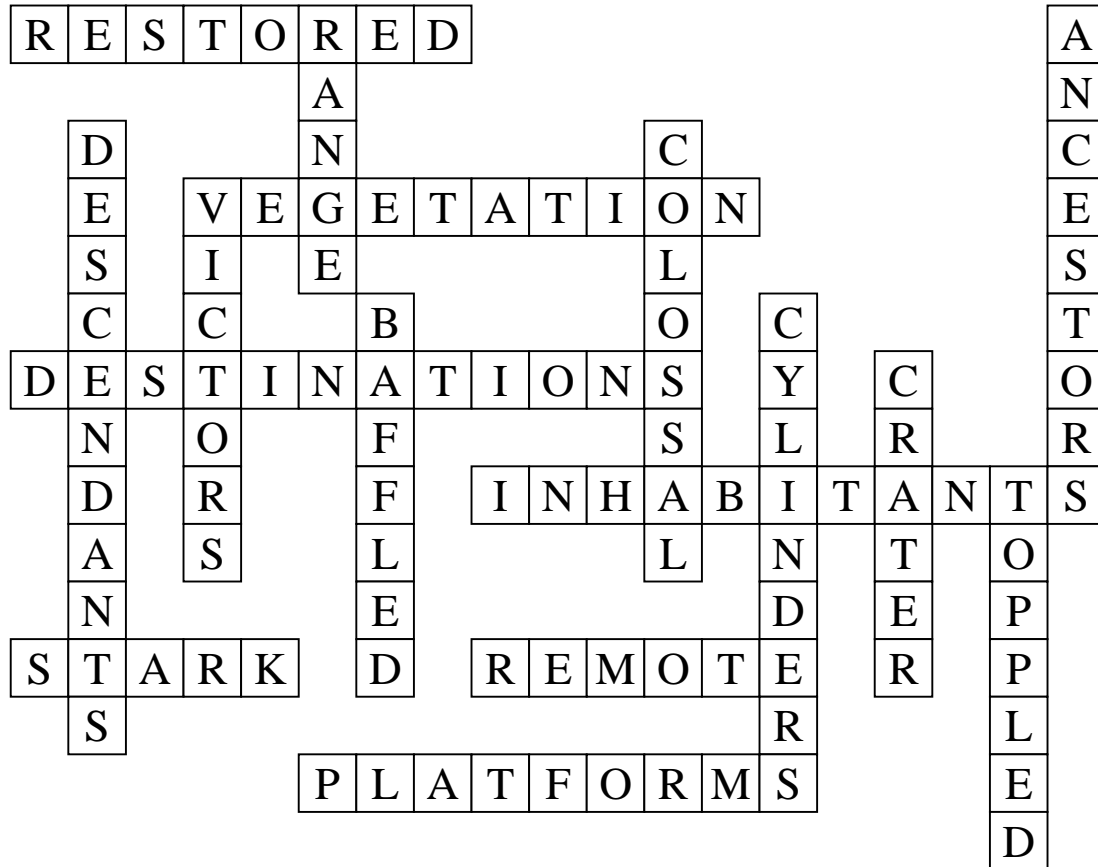 RESTORED
RANGE
ANCESTORS
DESCENDANTS
COLOSSAL
VEGETATION
VICTORS
BAFFLED
CYLINDERS
DESTINATIONS
CRATER
INHABITANTS
TOPPLED
STARK
REMOTE
PLATFORMS